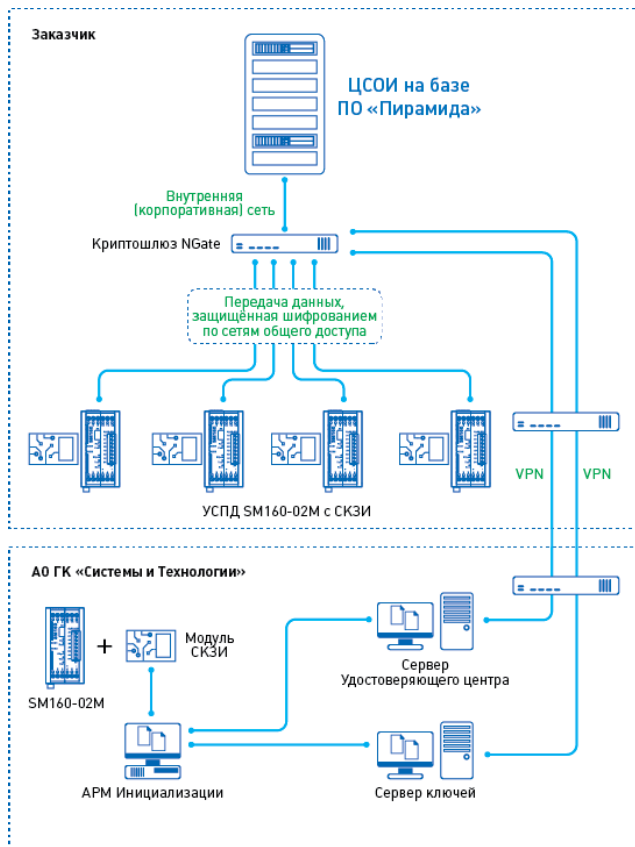 Заказчик
ЦСОИ на базе
ПО «Пирамида»
Внутренняя
(корпоративная) сеть
Криптошлюз NGate
Передача данных,
защищённая шифрованием
по сетям общего доступа
VPN
VPN
УСПД SM160-02M с СКЗИ
АО ГК «Системы и Технологии»
+
Модуль
СКЗИ
SM160-02M
Сервер
Удостоверяющего центра
АРМ Инициализации
Сервер ключей